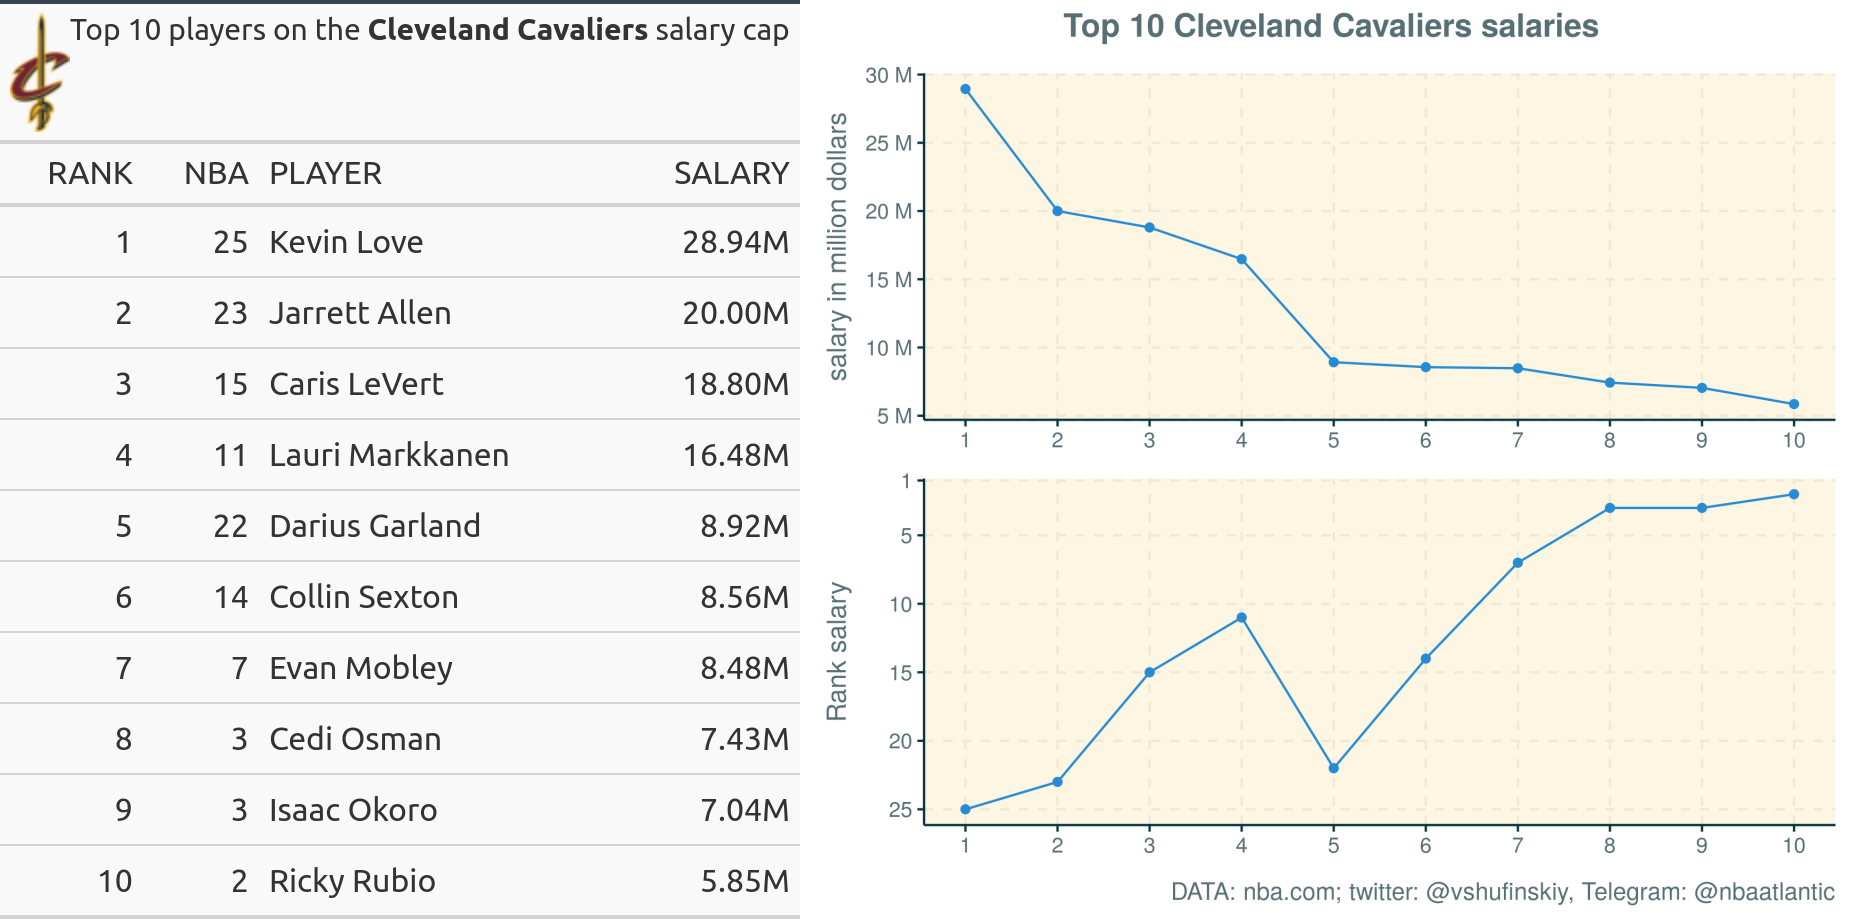 Top 10 players on the Cleveland Cavaliers salary cap
RANK NBA PLAYER SALARY
1 25 Kevin Love 28.94M
2 23 Jarrett Allen 20.00M
3 15 Caris LeVert 18.80M
4 11 Lauri Markkanen 16.48M
5 22 Darius Garland 8.92M
6 14 Collin Sexton 8.56M
7 7 Evan Mobley 8.48M
8 3 Cedi Osman 7.43M
9 3 Isaac Okoro 7.04M
10 2 Ricky Rubio 5.85M
Top 10 Cleveland Cavaliers salaries
salary in million dollars
30 M
25 M
20 M
15 M
10 M
5 M
1 2 3 4 5 6 7 8 9 10
Rank salary
1
5
10
15
20
25
1 2 3 4 5 6 7 8 9 10
DATA: nba.com; twitter: @vshufinskiy, Telegram: @nbaatlantic